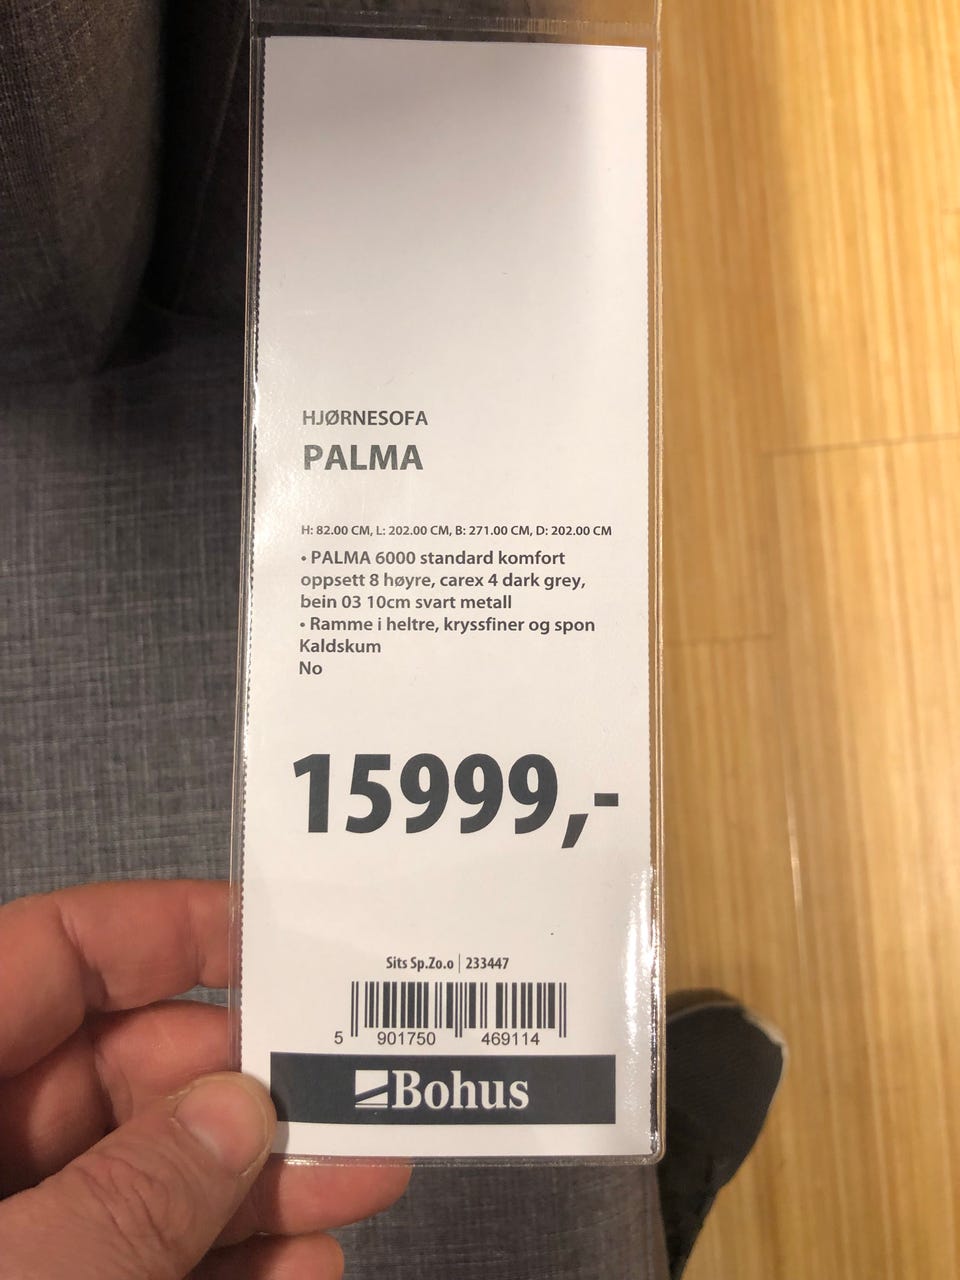 HJØRNESOFA
PALMA
H: 82.00 CM, L: 202.00 CM, B: 271.00 CM, D: 202.00 CM
• PALMA 6000 standard komfort
oppsett 8 høyre, carex 4 dark grey,
bein 03 10cm svart metall
• Ramme i heltre, kryssfiner og spon
Kaldskum
No
15999,-
Sits Sp.Zo.o | 233447
5 901750 469114
Bohus